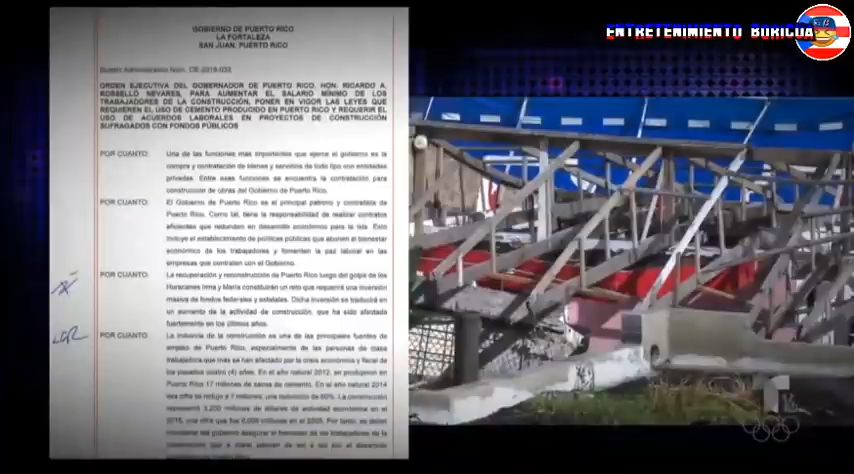 ENTRETENIMIENTO BORICUA
GOBIERNO DE PUERTO RICO
LA FORTALEZA
SAN JUAN, PUERTO RICO
Boletín Administrativo Núm. OE-2018-033
ORDEN EJECUTIVA DEL GOBERNADOR DE PUERTO RICO, HON. RICARDO A.
ROSSELLÓ NEVARES, PARA AUMENTAR EL SALARIO MÍNIMO DE LOS
TRABAJADORES DE LA CONSTRUCCIÓN, PONER EN VIGOR LAS LEYES QUE
REQUIEREN EL USO DE CEMENTO PRODUCIDO EN PUERTO RICO Y REQUERIR EL
USO DE ACUERDOS LABORALES EN PROYECTOS DE CONSTRUCCIÓN
SUFRAGADOS CON FONDOS PÚBLICOS
POR CUANTO: Una de las funciones más importantes que ejerce el gobierno es la
compra y contratación de bienes y servicios de todo tipo con entidades
privadas. Entre esas funciones se encuentra la contratación para
construcción de obras del Gobierno de Puerto Rico.
POR CUANTO: El Gobierno de Puerto Rico es el principal patrono y contratista de
Puerto Rico. Como tal, tiene la responsabilidad de realizar contratos
eficientes que redunden en desarrollo económico para la Isla. Esto
incluye el establecimiento de políticas públicas que abonen al bienestar
económico de los trabajadores y fomenten la paz laboral en las
empresas que contraten con el Gobierno.
POR CUANTO: La recuperación y reconstrucción de Puerto Rico luego del golpe de los
Huracanes Irma y María constituirán un reto que requerirá una inversión
masiva de fondos federales y estatales. Dicha inversión se traducirá en
un aumento de la actividad de construcción, que ha sido afectada
fuertemente en los últimos años.
POR CUANTO: La industria de la construcción es una de las principales fuentes de
empleo de Puerto Rico, especialmente de las personas de clase
trabajadora que más se han afectado por la crisis económica y fiscal de
los pasados cuatro (4) años. En el año natural 2012, se produjeron en
Puerto Rico 17 millones de sacos de cemento. En el año natural 2014
esa cifra se redujo a 7 millones, una reducción de 60%. La construcción
representó 3,200 millones de dólares de actividad económica en el
una cifra que fue 6,000 millones en el 2005. Por tanto, es deber